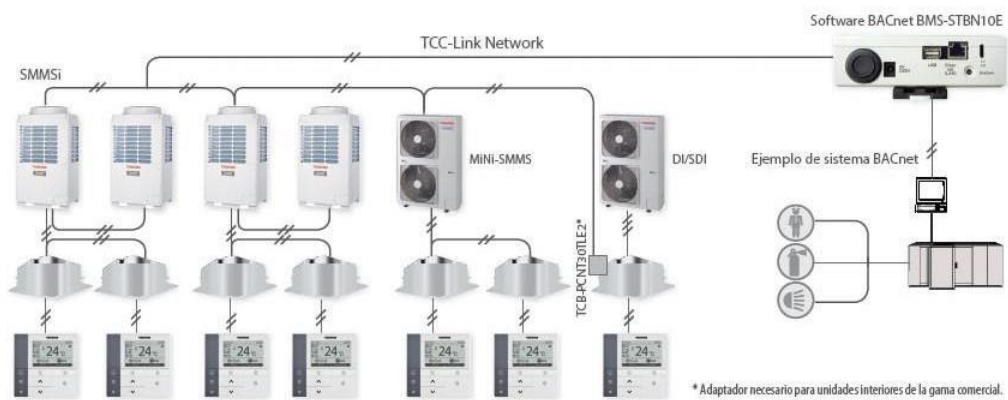 Software BACnet BMS-STBN10E
TCC-Link Network
SMMSi
MiNi-SMMS
DI/SDI
Ejemplo de sistema BACnet
TCB-PCNT30TLE2*
24°C
24°C
24°C
24°C
24°C
24°C
24°C
* Adaptador necesario para unidades interiores de la gama comercial.